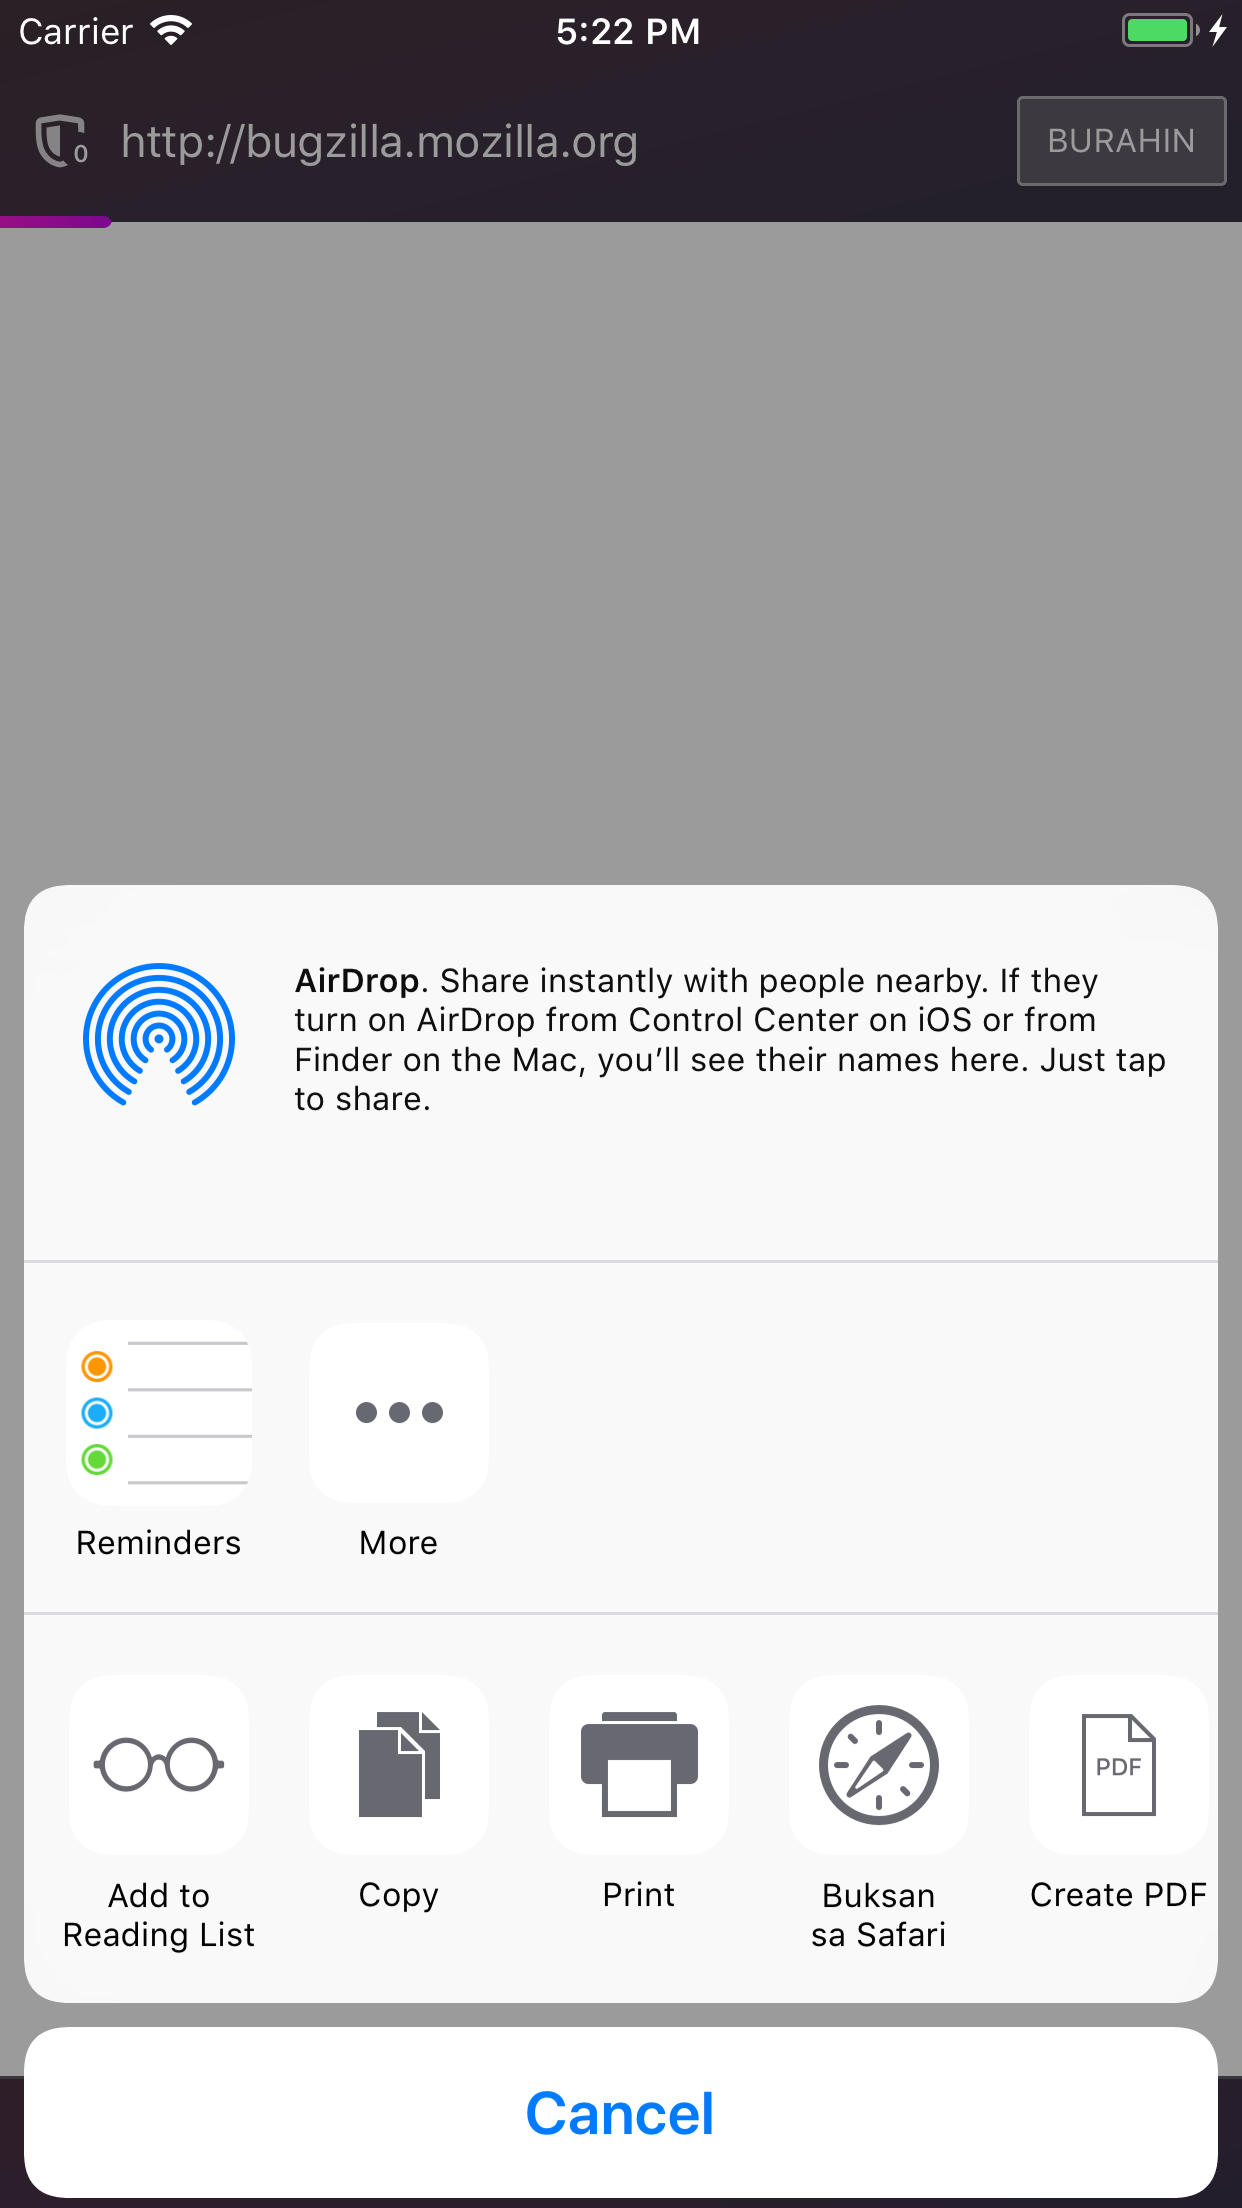 Carrier 5:22 PM
0 http://bugzilla.mozilla.org BURAHIN
AirDrop. Share instantly with people nearby. If they
turn on AirDrop from Control Center on iOS or from
Finder on the Mac, you’ll see their names here. Just tap
to share.
Reminders
More
Add to
Reading List
Copy
Print
Buksan
sa Safari
PDF
Create PDF
Cancel